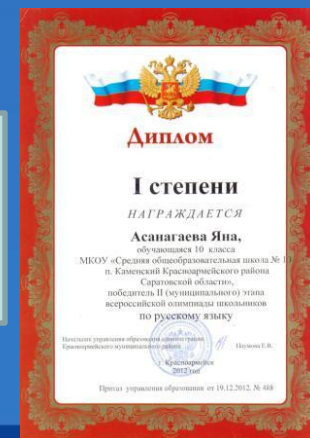 Диплом
I степени
НАГРАЖДАЕТСЯ
Асанагаева Яна,
обучающаяся 10 класса
МКОУ «Средняя общеобразовательная школа № 1
п. Каменский Красноармейского района
Саратовской области»,
победитель II (муниципального) этапа
всероссийской олимпиады школьников
по русскому языку
Начальник управления образования администрации
Красноармейского муниципального района Наумова Е.В.
г. Красноармейск
2012 год
Приказ управления образования от 19.12.2012. № 488